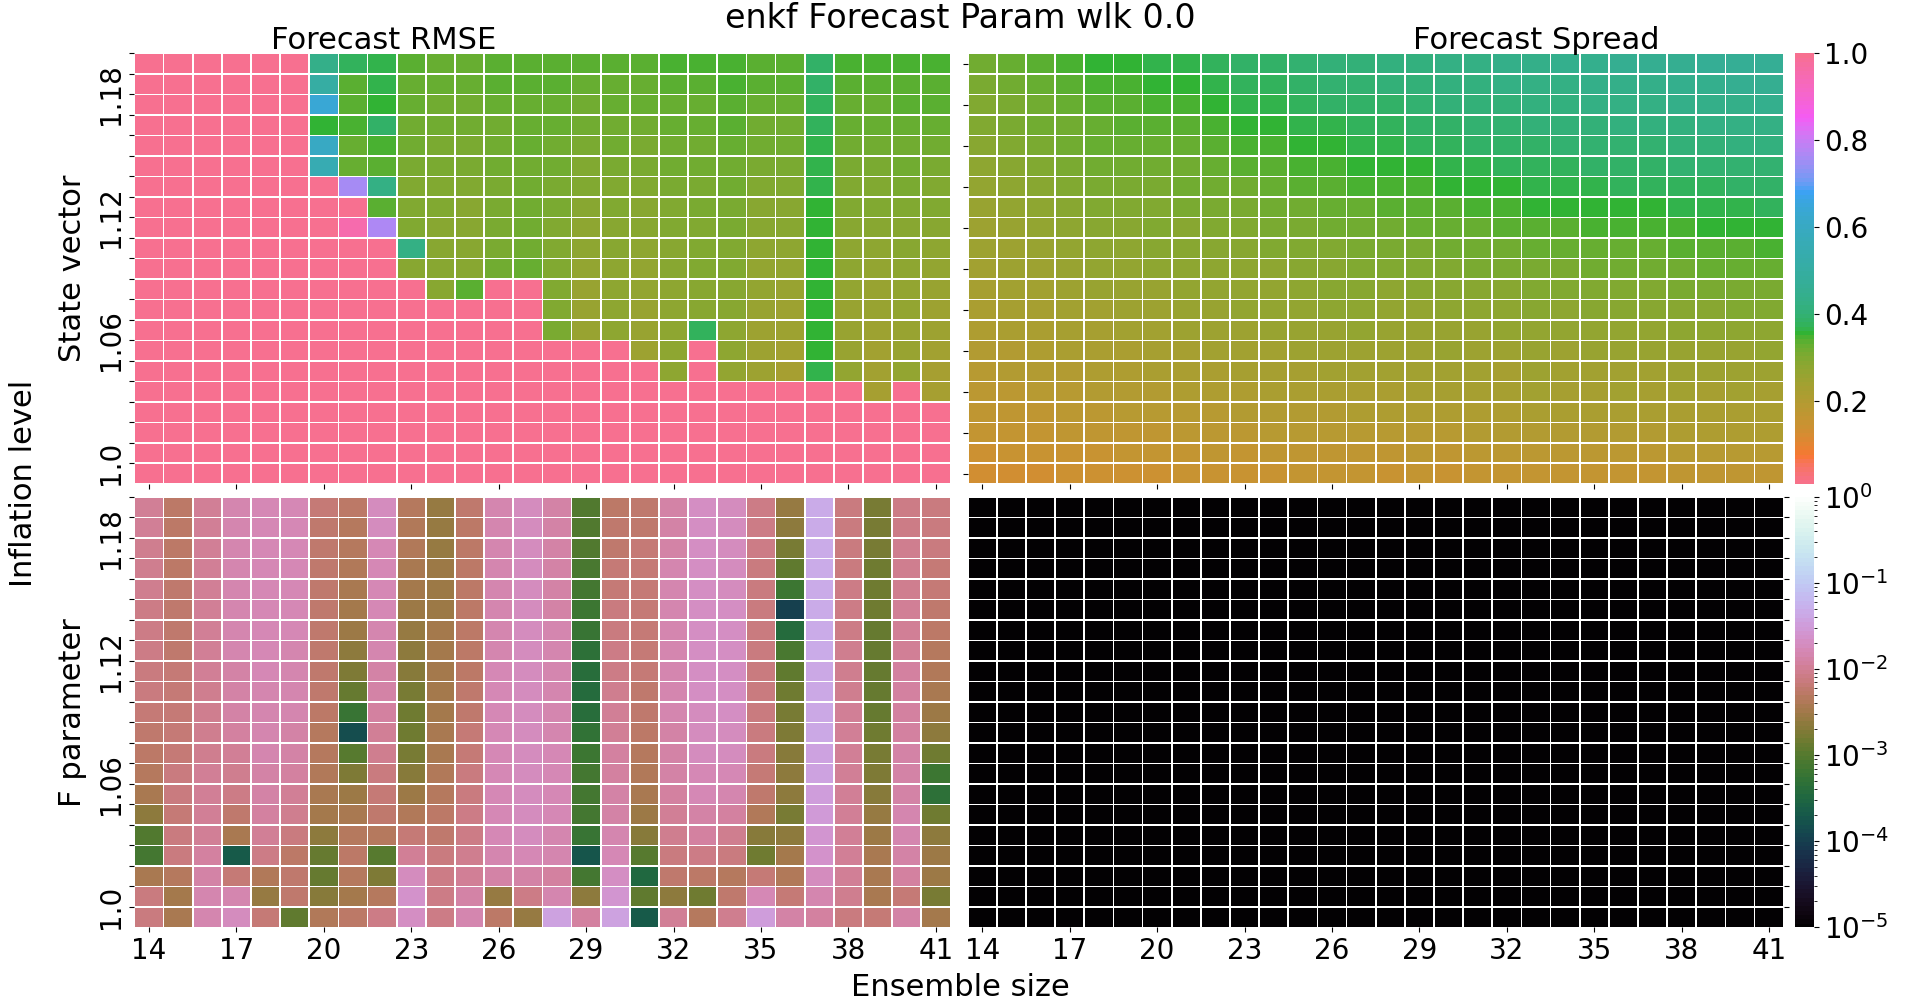 enkf Forecast Param wlk 0.0
Forecast RMSE
Forecast Spread
Inflation level
State vector
1.18
1.12
1.06
1.0
1.0
0.8
0.6
0.4
0.2
F parameter
1.18
1.12
1.06
1.0
10⁰
10⁻¹
10⁻²
10⁻³
10⁻⁴
10⁻⁵
14 17 20 23 26 29 32 35 38 41
14 17 20 23 26 29 32 35 38 41
Ensemble size